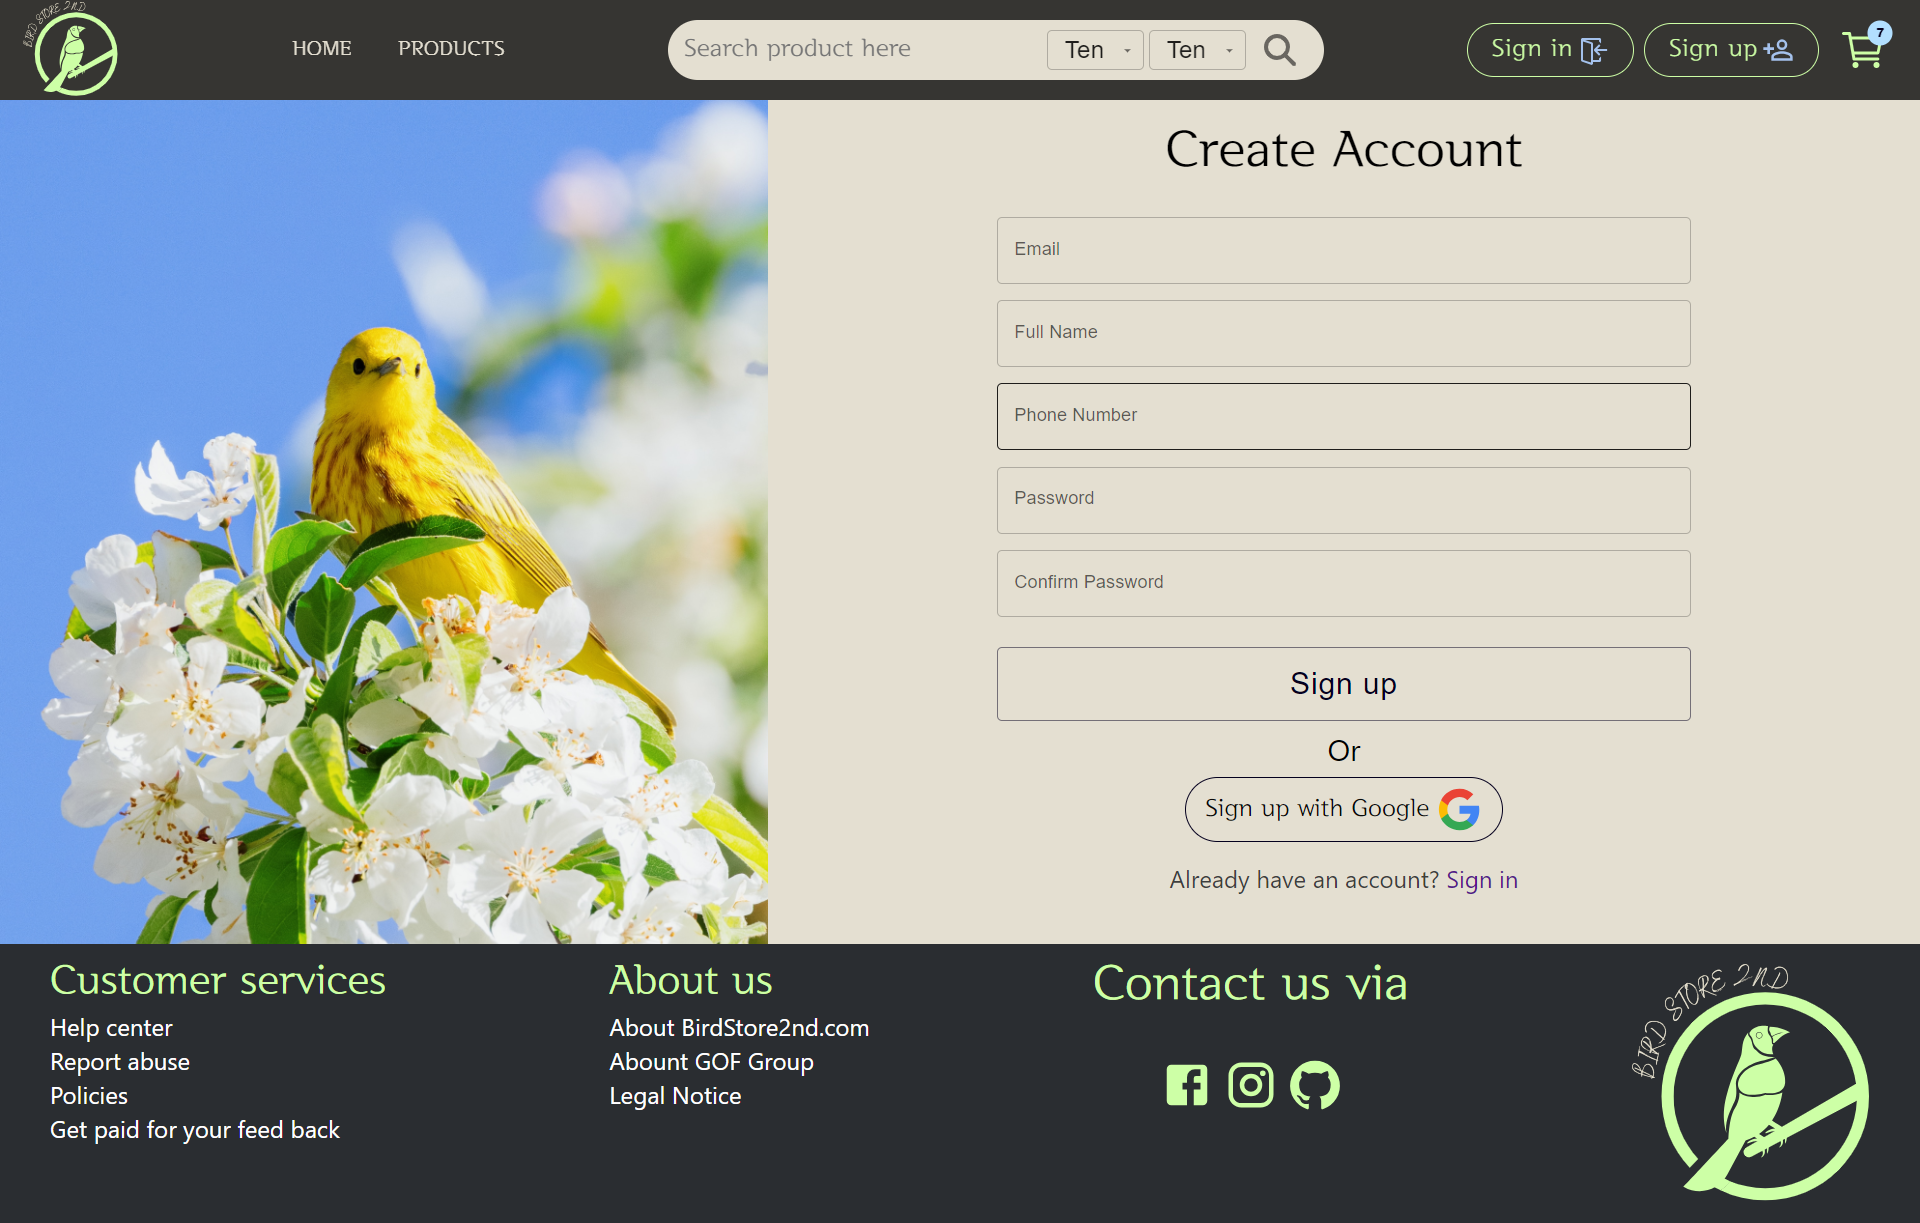 BIRD STORE 2ND
HOME
PRODUCTS
Search product here
Ten
Ten
Sign in
Sign up
7
Create Account
Email
Full Name
Phone Number
Password
Confirm Password
Sign up
Or
Sign up with Google
Already have an account? Sign in
Customer services
Help center
Report abuse
Policies
Get paid for your feed back
About us
About BirdStore2nd.com
Abount GOF Group
Legal Notice
Contact us via
BIRD STORE 2ND